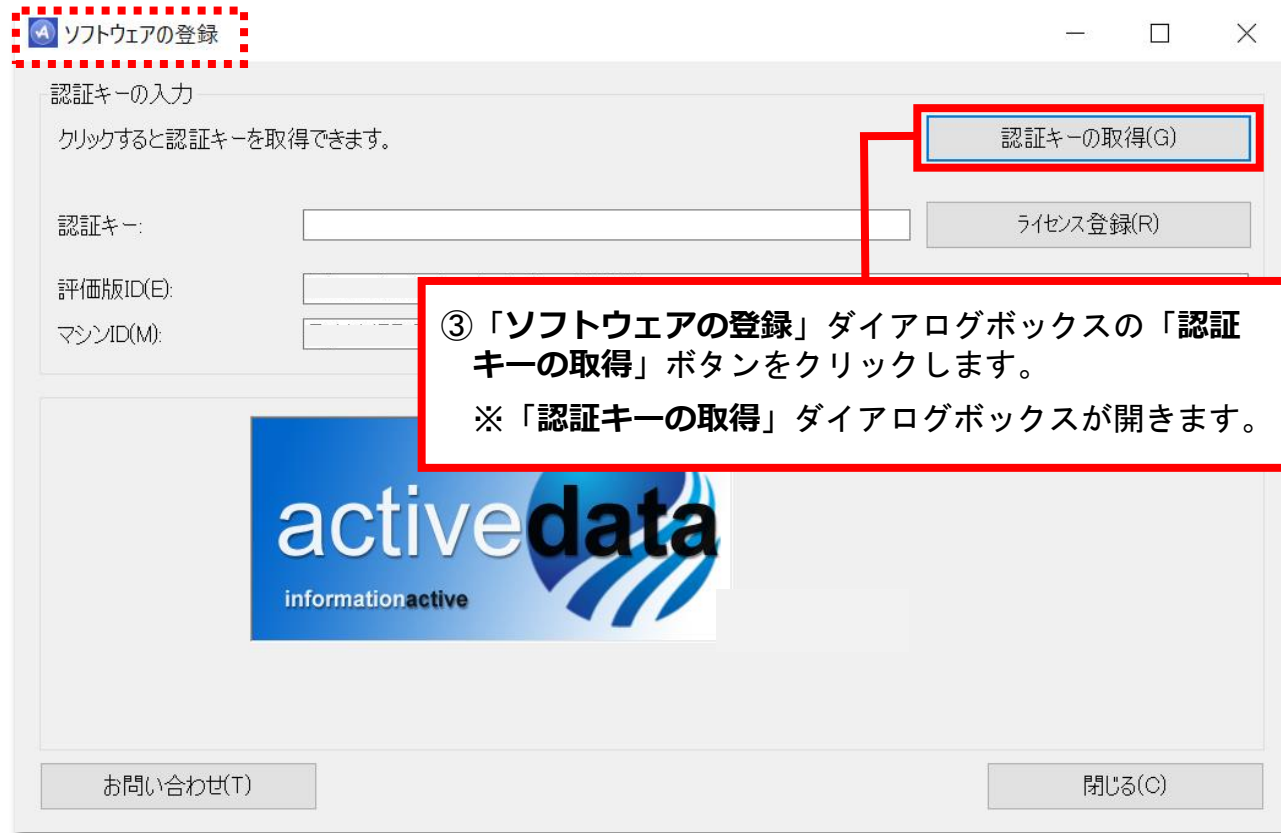 ソフトウェアの登録
認証キーの入力
クリックすると認証キーを取得できます。
認証キーの取得(G)
認証キー:
ライセンス登録(R)
評価版ID(E):
マシンID(M):
③「ソフトウェアの登録」ダイアログボックスの「認証
キーの取得」ボタンをクリックします。
※「認証キーの取得」ダイアログボックスが開きます。
activedata
informationactive
お問い合わせ(T)
閉じる(C)